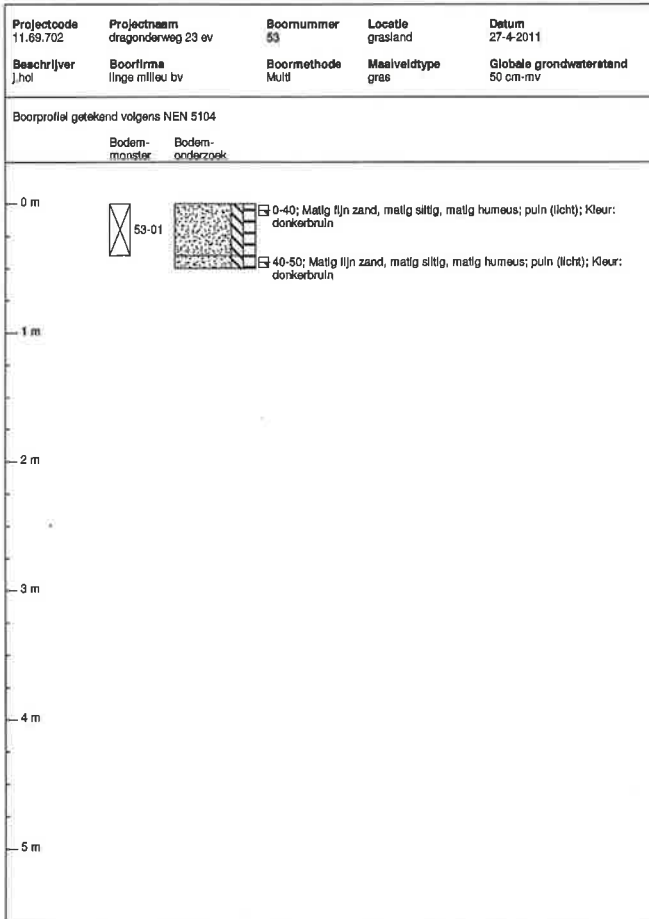 Projectcode Projectnaam Boornummer Locatie Datum
11.69.702 dragonderweg 23 ev 53 grasland 27-4-2011
Beschrijver Boorfirma Boormethode Maaiveldtype Globale grondwaterstand
j.hol linge milieu bv Multi gras 50 cm-mv
Boorprofiel getekend volgens NEN 5104
Bodem- Bodem-
monster onderzoek
0 m
53-01
0-40; Matig fijn zand, matig siltig, matig humeus; puin (licht); Kleur:
donkerbruin
40-50; Matig fijn zand, matig siltig, matig humeus; puin (licht); Kleur:
donkerbruin
1 m
2 m
3 m
4 m
5 m